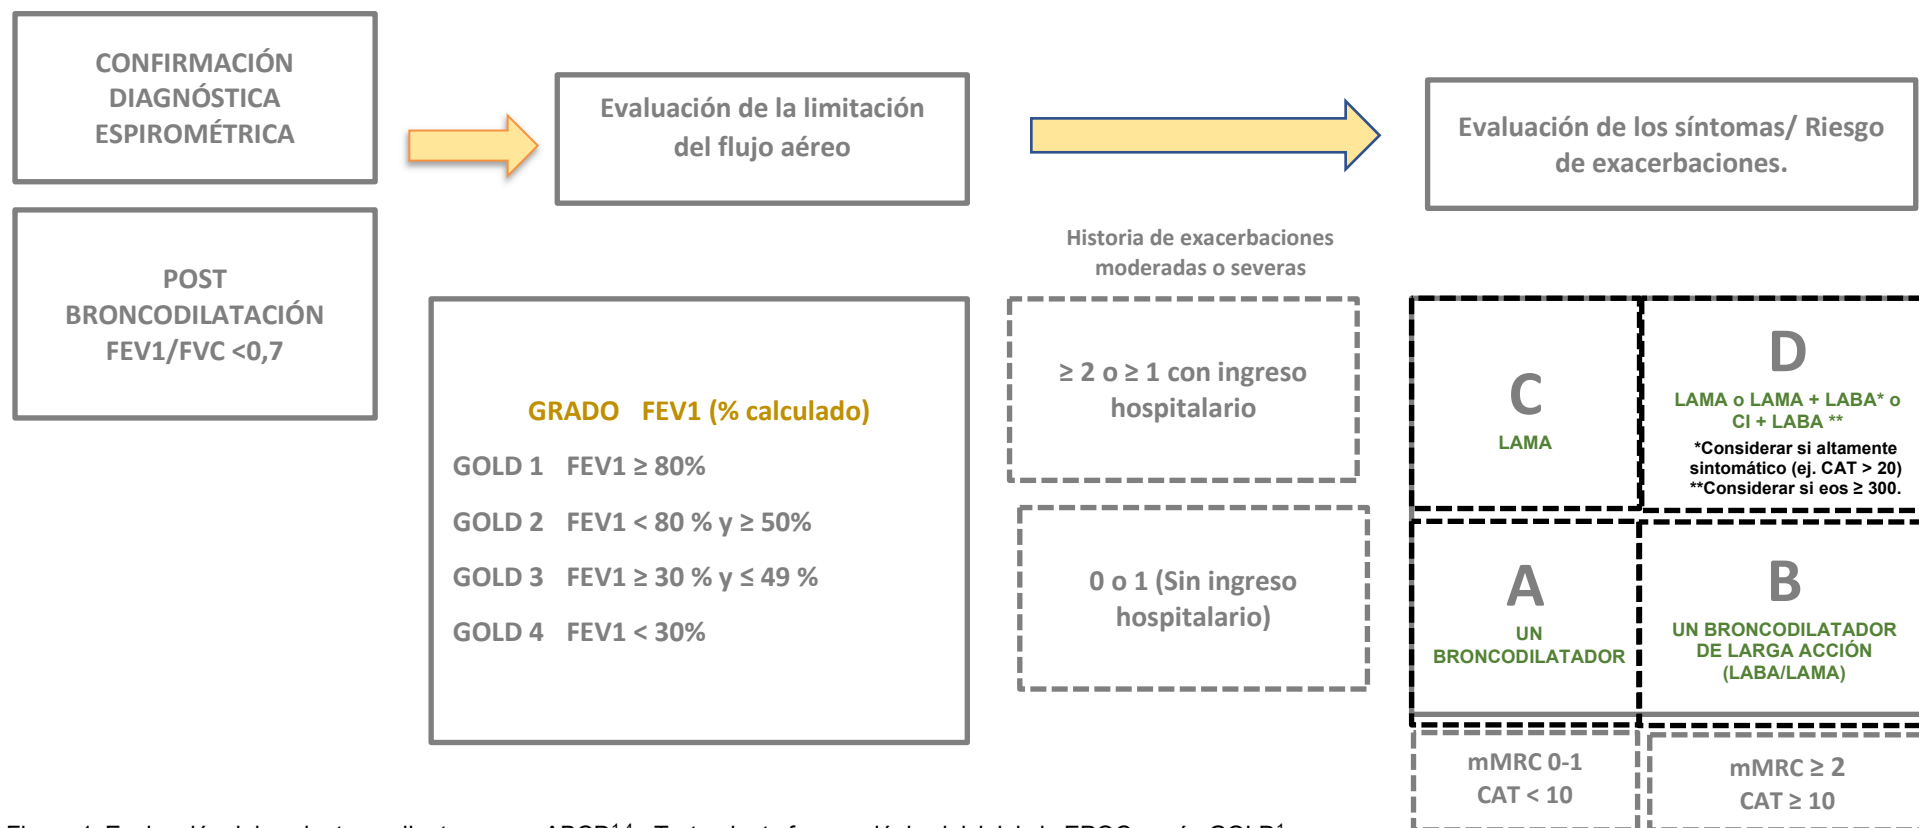 CONFIRMACIÓN
DIAGNÓSTICA
ESPIROMÉTRICA
POST
BRONCODILATACIÓN
FEV1/FVC <0,7
Evaluación de la limitación
del flujo aéreo
GRADO FEV1 (% calculado)
GOLD 1 FEV1 ≥ 80%
GOLD 2 FEV1 < 80 % y ≥ 50%
GOLD 3 FEV1 ≥ 30 % y ≤ 49 %
GOLD 4 FEV1 < 30%
Historia de exacerbaciones
moderadas o severas
≥ 2 o ≥ 1 con ingreso
hospitalario
0 o 1 (Sin ingreso
hospitalario)
Evaluación de los síntomas/ Riesgo
de exacerbaciones.
C
LAMA
D
LAMA o LAMA + LABA* o
CI + LABA **
*Considerar si altamente
sintomático (ej. CAT > 20)
**Considerar si eos ≥ 300.
A
UN
BRONCODILATADOR
B
UN BRONCODILATADOR
DE LARGA ACCIÓN
(LABA/LAMA)
mMRC 0-1
CAT < 10
mMRC ≥ 2
CAT ≥ 10